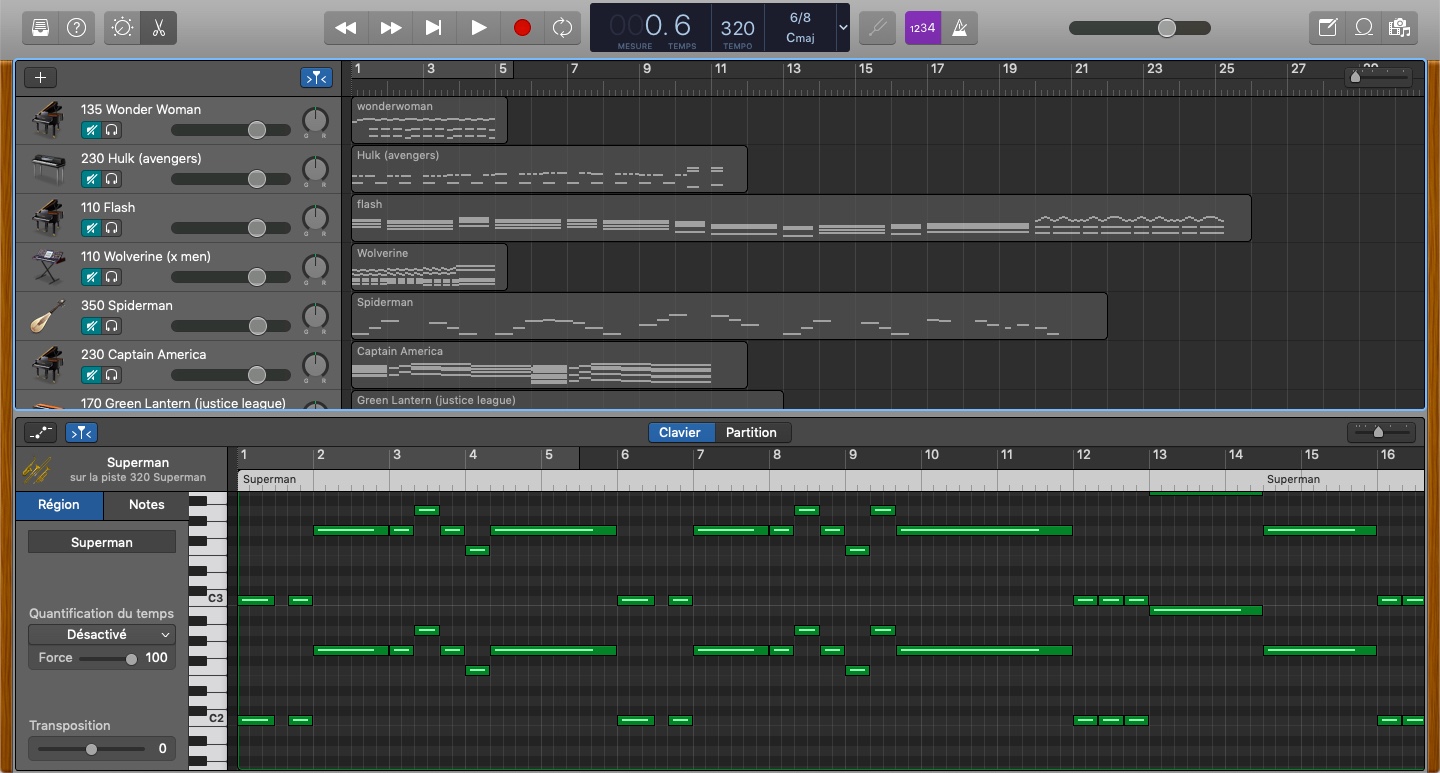 000.6 320 6/8
Cmaj
MESURE TEMPS TEMPO
1234
1 3 5 7 9 11 13 15 17 19 21 23 25 27
135 Wonder Woman
G R
wonderwoman
230 Hulk (avengers)
G R
Hulk (avengers)
110 Flash
G R
flash
110 Wolverine (x men)
G R
Wolverine
350 Spiderman
G R
Spiderman
230 Captain America
G R
Captain America
170 Green Lantern (justice league)
Green Lantern (justice league)
Clavier Partition
Superman
sur la piste 320 Superman
1 2 3 4 5 6 7 8 9 10 11 12 13 14 15 16
Superman Superman
Région Notes
Superman
C3
Quantification du temps
Désactivé
Force 100
C2
Transposition
0